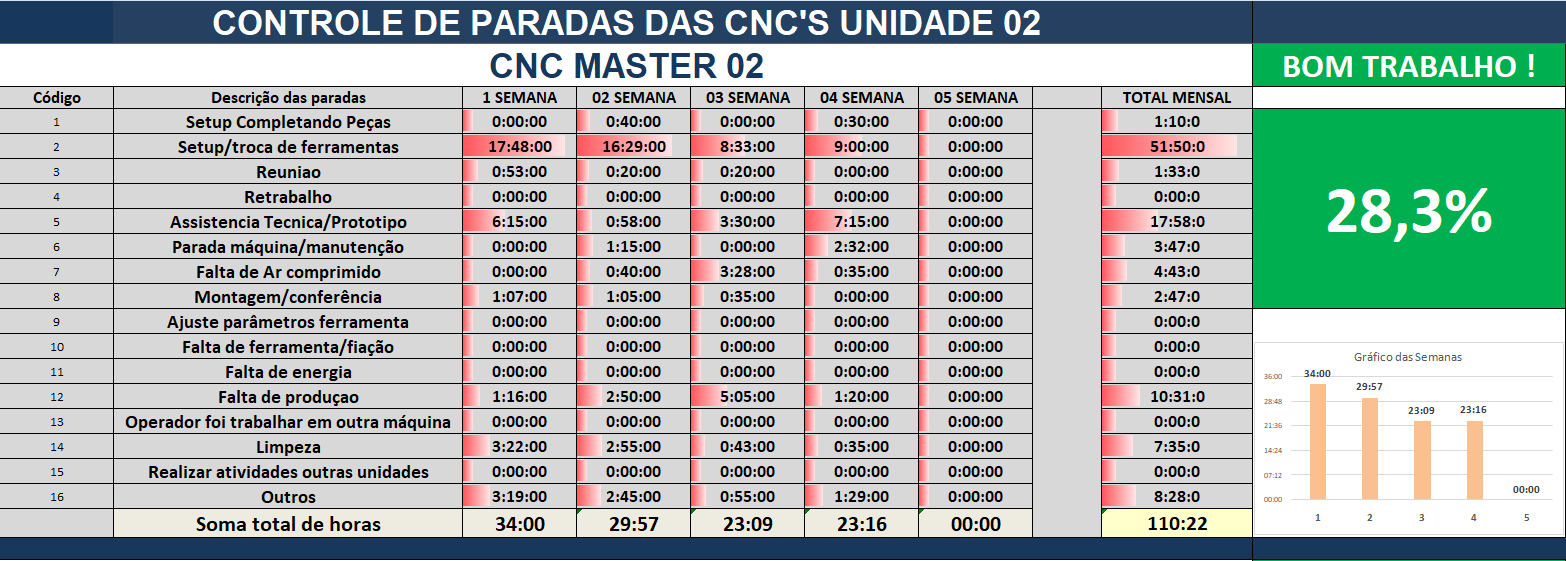 CONTROLE DE PARADAS DAS CNC'S UNIDADE 02
CNC MASTER 02
BOM TRABALHO !
Código Descrição das paradas 1 SEMANA 02 SEMANA 03 SEMANA 04 SEMANA 05 SEMANA TOTAL MENSAL
1 Setup Completando Peças 0:00:00 0:40:00 0:00:00 0:30:00 0:00:00 1:10:0
2 Setup/troca de ferramentas 17:48:00 16:29:00 8:33:00 9:00:00 0:00:00 51:50:0
3 Reuniao 0:53:00 0:20:00 0:20:00 0:00:00 0:00:00 1:33:0
4 Retrabalho 0:00:00 0:00:00 0:00:00 0:00:00 0:00:00 0:00:0
5 Assistencia Tecnica/Prototipo 6:15:00 0:58:00 3:30:00 7:15:00 0:00:00 17:58:0
6 Parada máquina/manutenção 0:00:00 1:15:00 0:00:00 2:32:00 0:00:00 3:47:0
7 Falta de Ar comprimido 0:00:00 0:40:00 3:28:00 0:35:00 0:00:00 4:43:0
8 Montagem/conferência 1:07:00 1:05:00 0:35:00 0:00:00 0:00:00 2:47:0
9 Ajuste parâmetros ferramenta 0:00:00 0:00:00 0:00:00 0:00:00 0:00:00 0:00:0
10 Falta de ferramenta/fiação 0:00:00 0:00:00 0:00:00 0:00:00 0:00:00 0:00:0
11 Falta de energia 0:00:00 0:00:00 0:00:00 0:00:00 0:00:00 0:00:0
12 Falta de produçao 1:16:00 2:50:00 5:05:00 1:20:00 0:00:00 10:31:0
13 Operador foi trabalhar em outra máquina 0:00:00 0:00:00 0:00:00 0:00:00 0:00:00 0:00:0
14 Limpeza 3:22:00 2:55:00 0:43:00 0:35:00 0:00:00 7:35:0
15 Realizar atividades outras unidades 0:00:00 0:00:00 0:00:00 0:00:00 0:00:00 0:00:0
16 Outros 3:19:00 2:45:00 0:55:00 1:29:00 0:00:00 8:28:0
Soma total de horas 34:00 29:57 23:09 23:16 00:00 110:22
28,3%
Gráfico das Semanas
36:00
28:48
21:36
14:24
07:12
00:00
34:00 29:57 23:09 23:16 00:00
1 2 3 4 5